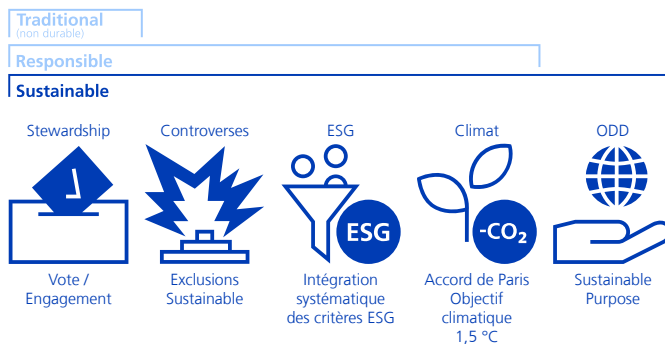 Traditional
(non durable)
Responsible
Sustainable
Stewardship
Controverses
ESG
Climat
ODD
ESG
-CO₂
Vote /
Engagement
Exclusions
Sustainable
Intégration
systématique
des critères ESG
Accord de Paris
Objectif
climatique
1,5 °C
Sustainable
Purpose